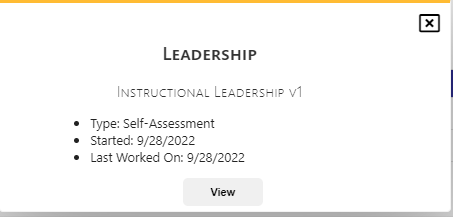 Leadership
Instructional Leadership v1
Type: Self-Assessment
Started: 9/28/2022
Last Worked On: 9/28/2022
View